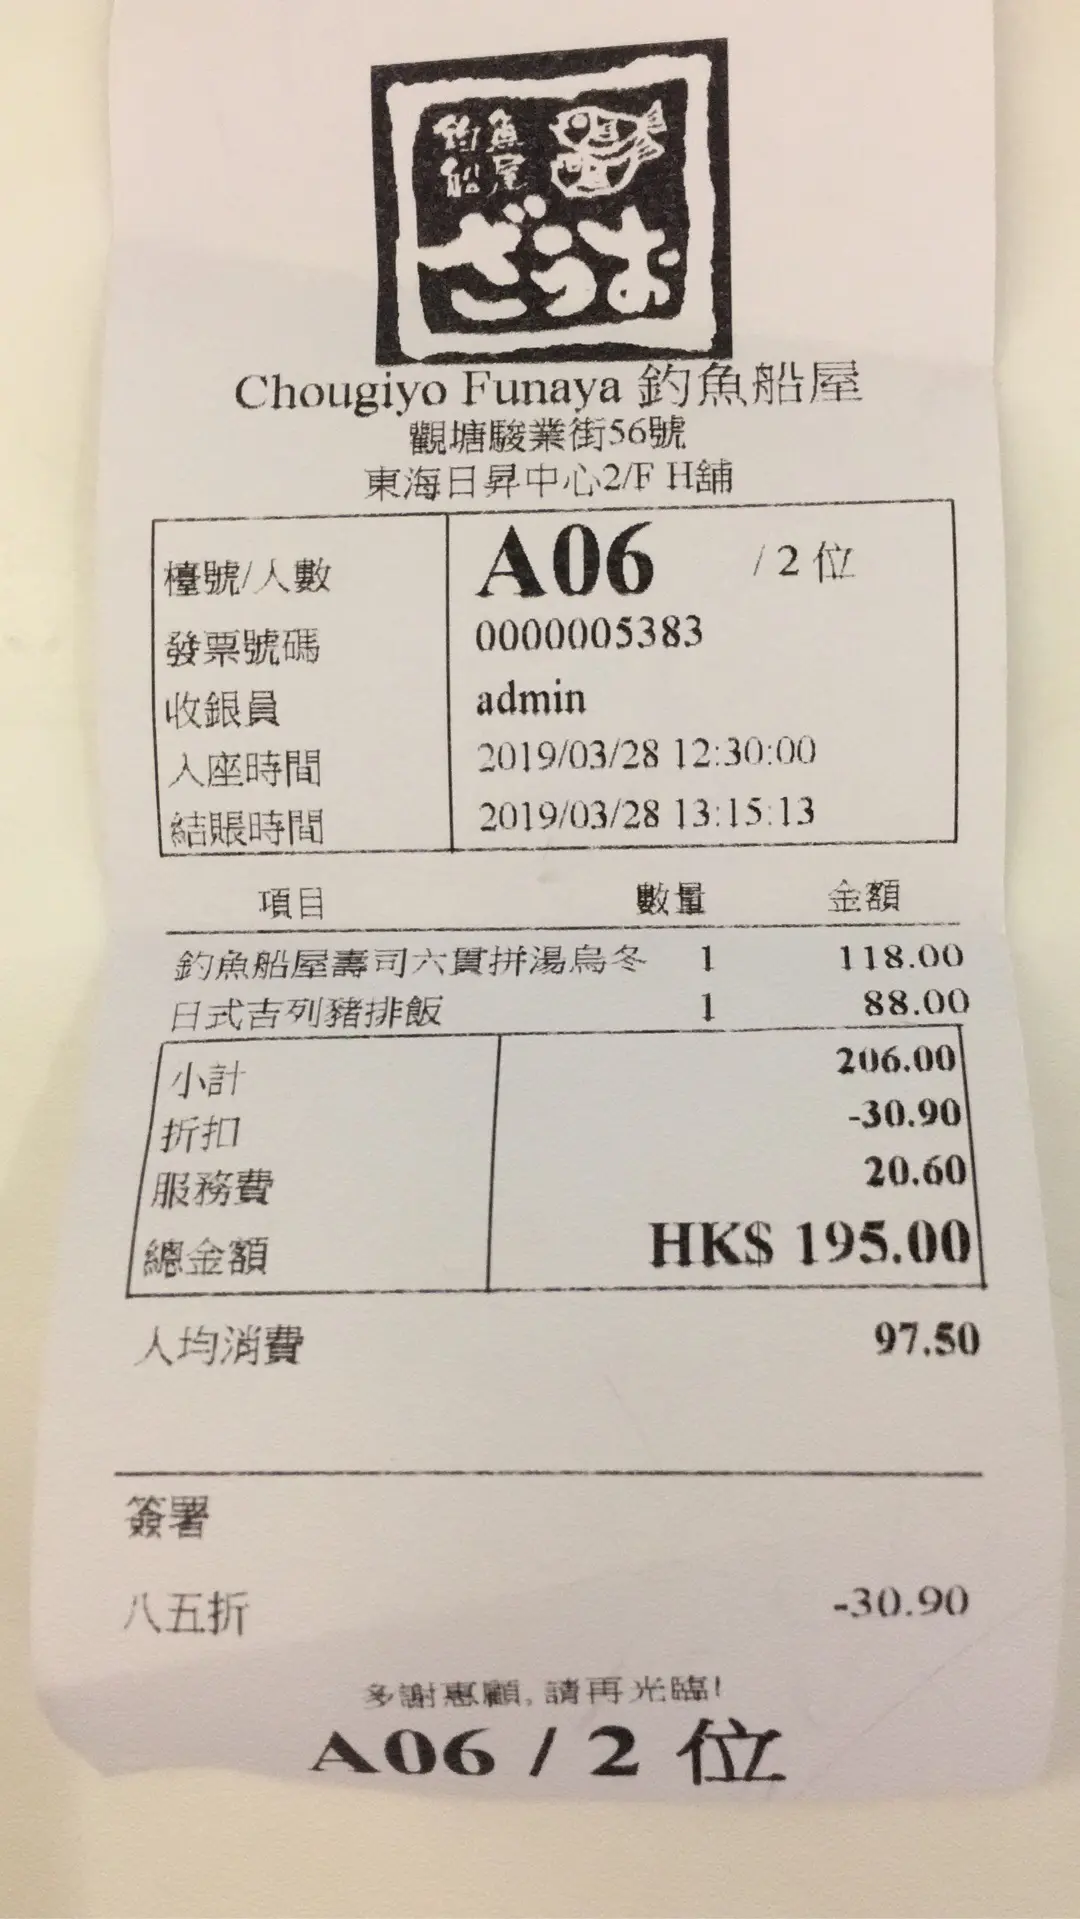 釣魚
船屋
ざうお
Chougiyo Funaya 釣魚船屋
觀塘駿業街56號
東海日昇中心2/F H舖
檯號/人數 A06 / 2 位
發票號碼 0000005383
收銀員 admin
入座時間 2019/03/28 12:30:00
結賬時間 2019/03/28 13:15:13
項目 數量 金額
釣魚船屋壽司六貫拼湯烏冬 1 118.00
日式吉列豬排飯 1 88.00
小計 206.00
折扣 -30.90
服務費 20.60
總金額 HK$ 195.00
人均消費 97.50
簽署
八五折 -30.90
多謝惠顧, 請再光臨!
A06 / 2 位